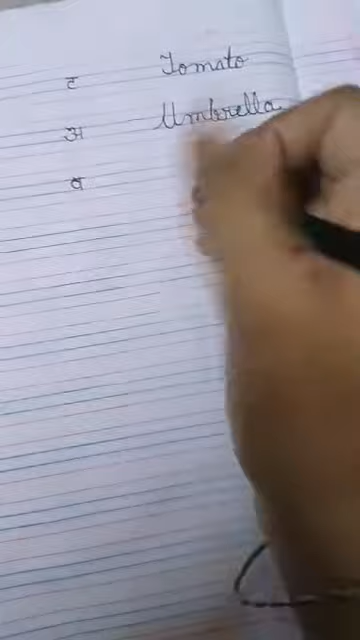 ट Tomato
अ Umbrella
व